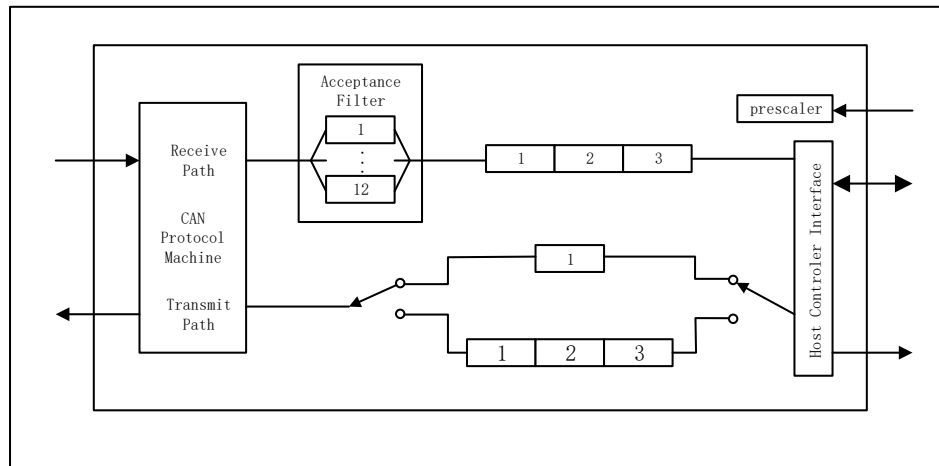 Acceptance
Filter
1
12
prescaler
Receive
Path
1 2 3
CAN
Protocol
Machine
1
Transmit
Path
1 2 3
Host Controler Interface